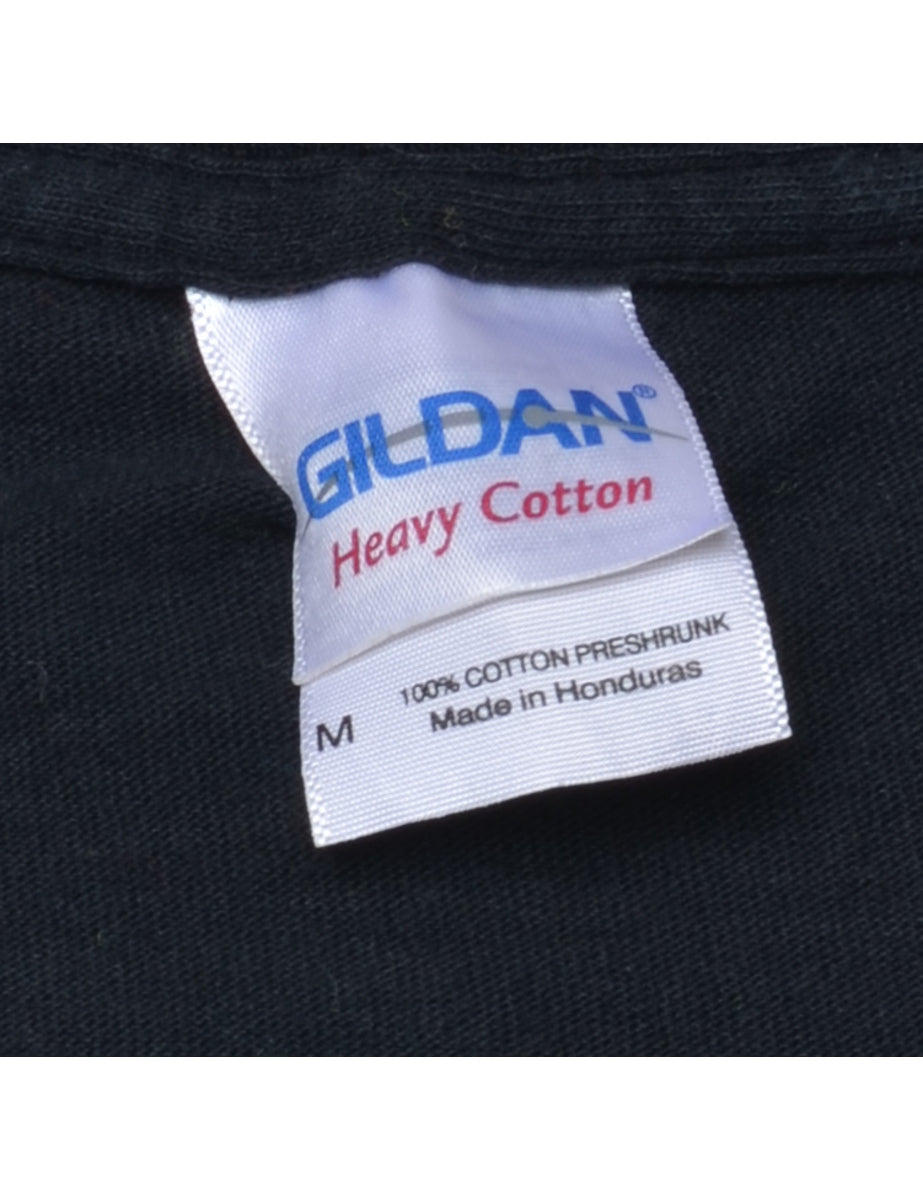 GILDAN®
Heavy Cotton
100% COTTON PRESHRUNK
Made in Honduras
M